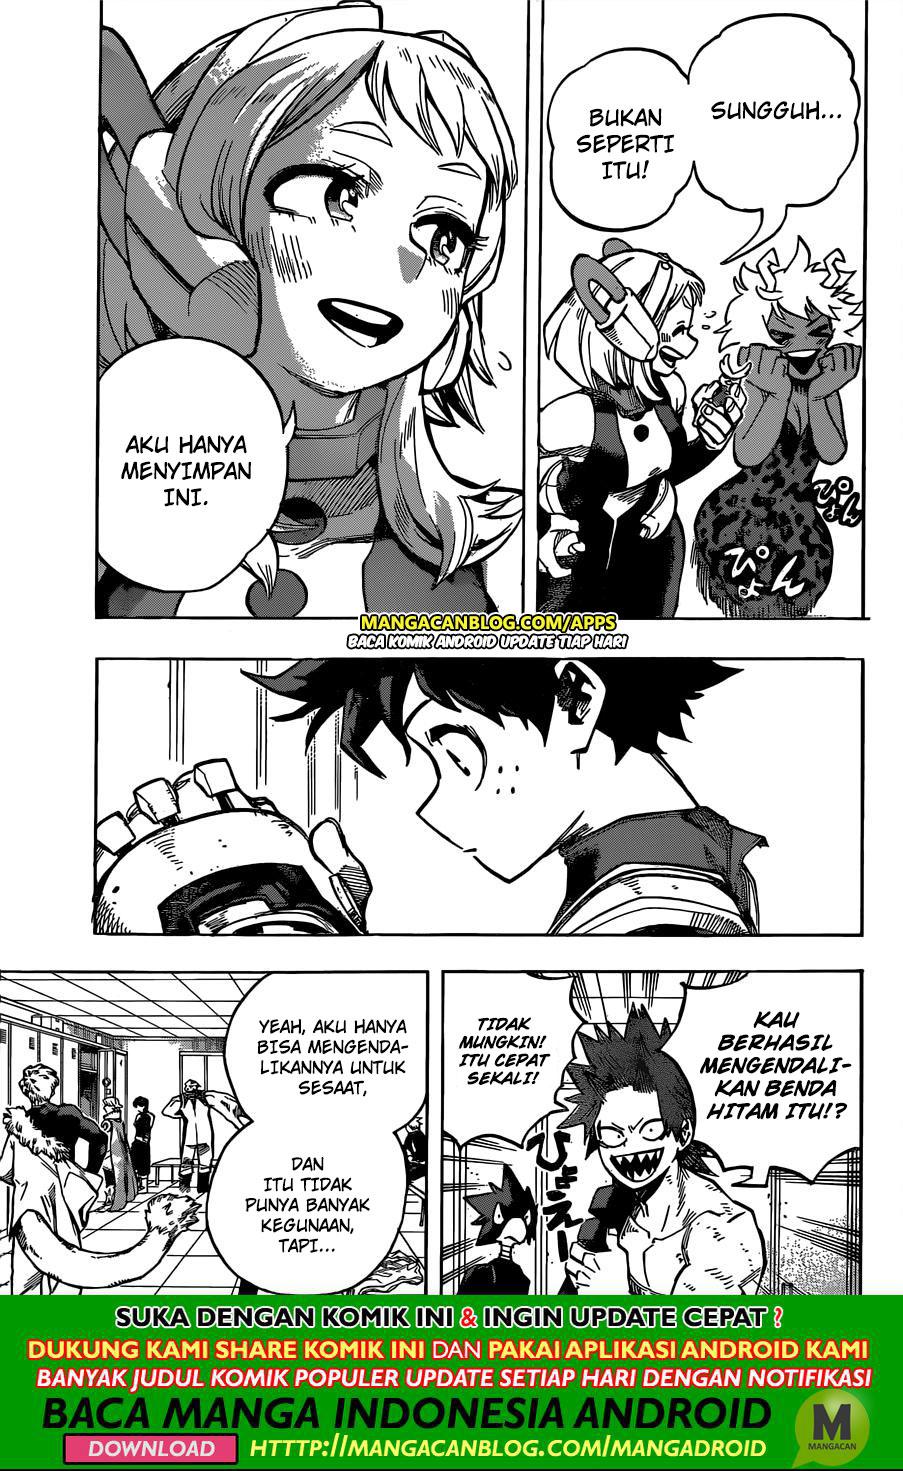 SUNGGUH...
BUKAN
SEPERTI
ITU!
ぴょん
ぴょん
AKU HANYA
MENYIMPAN
INI.
MANGACANBLOG.COM/APPS
BACA KOMIK ANDROID UPDATE TIAP HARI
KAU
BERHASIL
MENGENDALI-
KAN BENDA
HITAM ITU!?
TIDAK
MUNGKIN!
ITU CEPAT
SEKALI!
ひょえー
YEAH, AKU HANYA
BISA MENGENDA-
LIKANNYA UNTUK
SESAAT,
DAN
ITU TIDAK
PUNYA BANYAK
KEGUNAAN,
TAPI...
SUKA DENGAN KOMIK INI & INGIN UPDATE CEPAT ?
DUKUNG KAMI SHARE KOMIK INI DAN PAKAI APLIKASI ANDROID KAMI
BANYAK JUDUL KOMIK POPULER UPDATE SETIAP HARI DENGAN NOTIFIKASI
BACA MANGA INDONESIA ANDROID
DOWNLOAD HTTTP://MANGACANBLOG.COM/MANGADROID
M
MANGACAN